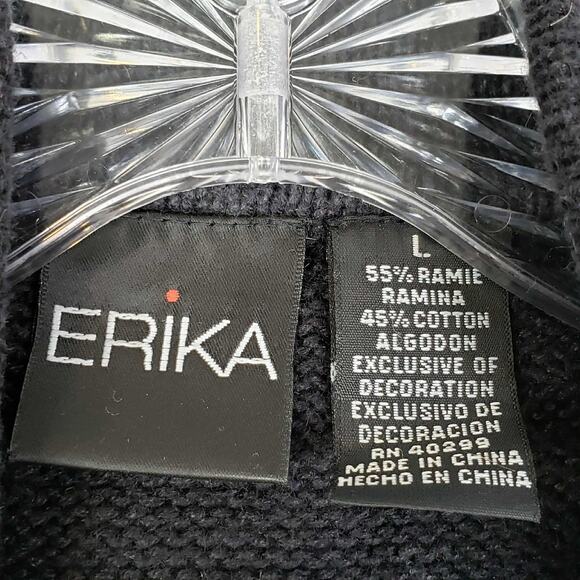 ERiKA
L
55% RAMIE
RAMINA
45% COTTON
ALGODON
EXCLUSIVE OF
DECORATION
EXCLUSIVO DE
DECORACION
RN 40299
MADE IN CHINA
HECHO EN CHINA